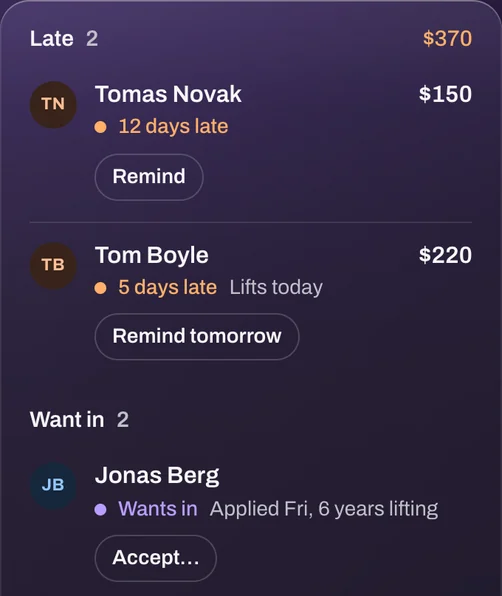 Late 2 $370
TN Tomas Novak $150
12 days late
Remind
TB Tom Boyle $220
5 days late Lifts today
Remind tomorrow
Want in 2
JB Jonas Berg
Wants in Applied Fri, 6 years lifting
Accept...